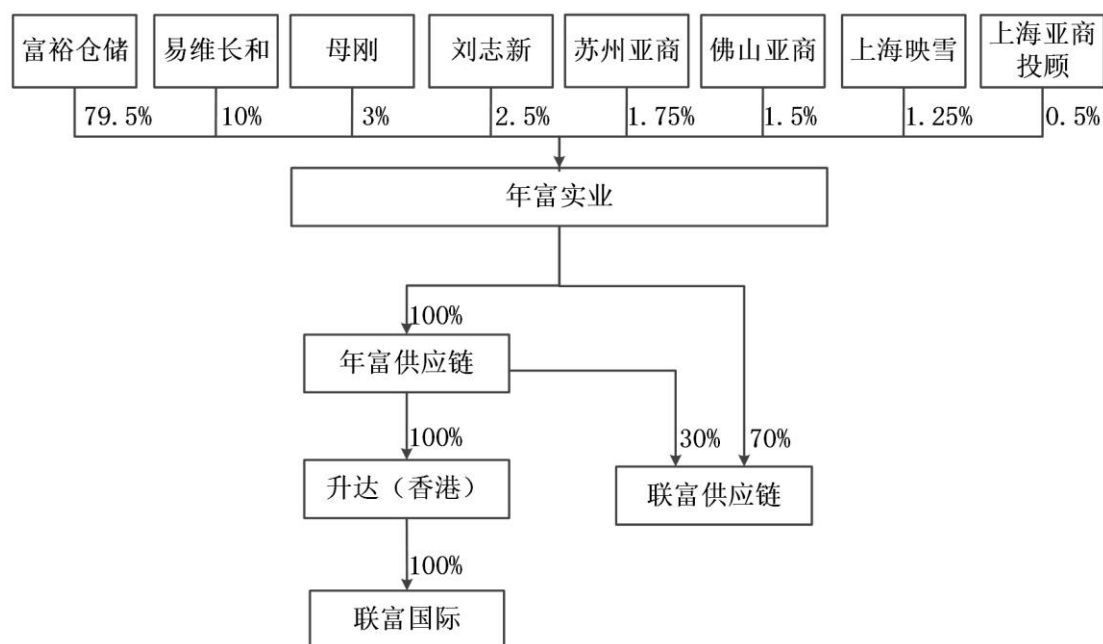 富裕仓储
易维长和
母刚
刘志新
苏州亚商
佛山亚商
上海映雪
上海亚商
投顾
79.5%
10%
3%
2.5%
1.75%
1.5%
1.25%
0.5%
年富实业
100%
年富供应链
100%
30%
70%
升达（香港）
联富供应链
100%
联富国际